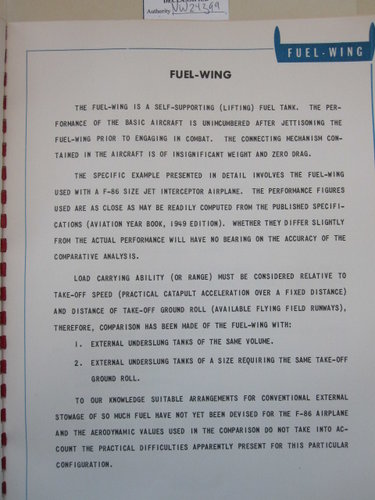 DECLASSIFIED
Authority NW24399
FUEL-WING
FUEL-WING
THE FUEL-WING IS A SELF-SUPPORTING (LIFTING) FUEL TANK. THE PER-
FORMANCE OF THE BASIC AIRCRAFT IS UNIMCUMBERED AFTER JETTISONING THE
FUEL-WING PRIOR TO ENGAGING IN COMBAT. THE CONNECTING MECHANISM CON-
TAINED IN THE AIRCRAFT IS OF INSIGNIFICANT WEIGHT AND ZERO DRAG.
THE SPECIFIC EXAMPLE PRESENTED IN DETAIL INVOLVES THE FUEL-WING
USED WITH A F-86 SIZE JET INTERCEPTOR AIRPLANE. THE PERFORMANCE FIGURES
USED ARE AS CLOSE AS MAY BE READILY COMPUTED FROM THE PUBLISHED SPECIFI-
CATIONS (AVIATION YEAR BOOK, 1949 EDITION). WHETHER THEY DIFFER SLIGHTLY
FROM THE ACTUAL PERFORMANCE WILL HAVE NO BEARING ON THE ACCURACY OF THE
COMPARATIVE ANALYSIS.
LOAD CARRYING ABILITY (OR RANGE) MUST BE CONSIDERED RELATIVE TO
TAKE-OFF SPEED (PRACTICAL CATAPULT ACCELERATION OVER A FIXED DISTANCE)
AND DISTANCE OF TAKE-OFF GROUND ROLL (AVAILABLE FLYING FIELD RUNWAYS),
THEREFORE, COMPARISON HAS BEEN MADE OF THE FUEL-WING WITH:
1. EXTERNAL UNDERSLUNG TANKS OF THE SAME VOLUME.
2. EXTERNAL UNDERSLUNG TANKS OF A SIZE REQUIRING THE SAME TAKE-OFF
GROUND ROLL.
TO OUR KNOWLEDGE SUITABLE ARRANGEMENTS FOR CONVENTIONAL EXTERNAL
STOWAGE OF SO MUCH FUEL HAVE NOT YET BEEN DEVISED FOR THE F-86 AIRPLANE
AND THE AERODYNAMIC VALUES USED IN THE COMPARISON DO NOT TAKE INTO AC-
COUNT THE PRACTICAL DIFFICULTIES APPARENTLY PRESENT FOR THIS PARTICULAR
CONFIGURATION.